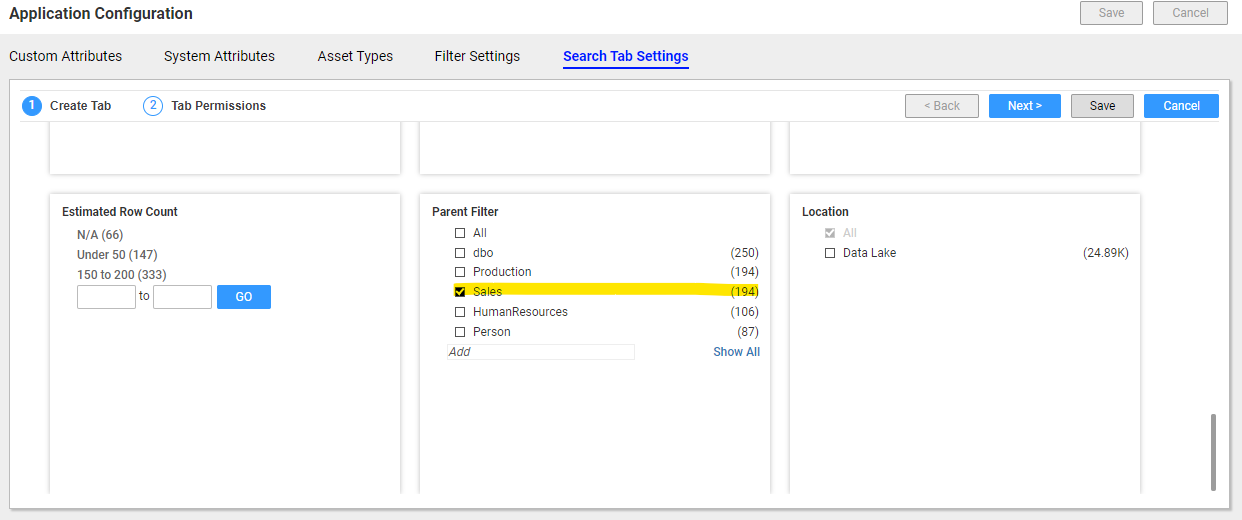 Application Configuration
Save
Cancel
Custom Attributes
System Attributes
Asset Types
Filter Settings
Search Tab Settings
1 Create Tab
2 Tab Permissions
< Back
Next >
Save
Cancel
Estimated Row Count
N/A (66)
Under 50 (147)
150 to 200 (333)
to
GO
Parent Filter
All
dbo (250)
Production (194)
Sales (194)
HumanResources (106)
Person (87)
Add
Show All
Location
All
Data Lake (24.89K)